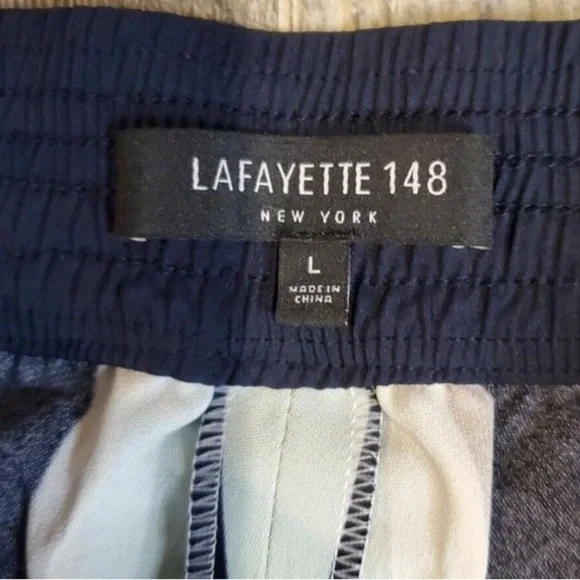 LAFAYETTE 148
NEW YORK
L
MADE IN
CHINA